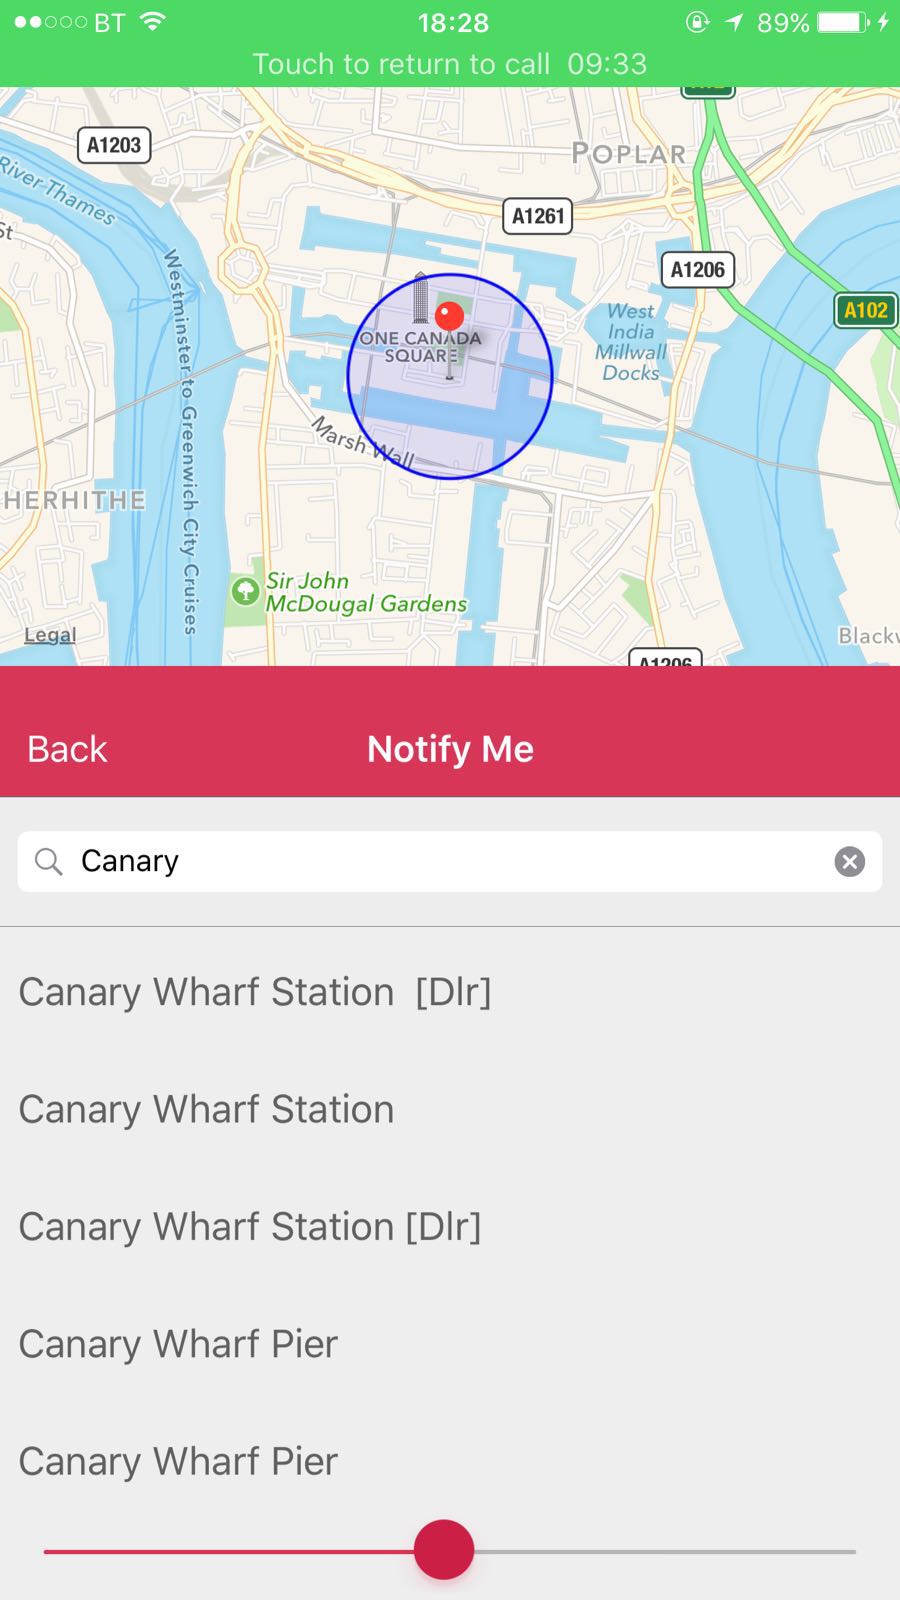 BT 18:28 89%
Touch to return to call 09:33
A1203
POPLAR
River Thames
A1261
St
A1206
A102
Westminster to Greenwich City Cruises
West
India
Millwall
Docks
ONE CANADA
SQUARE
Marsh Wall
HERHITHE
Sir John
McDougal Gardens
Legal
Blackw
A1206
Back Notify Me
Canary
Canary Wharf Station [Dlr]
Canary Wharf Station
Canary Wharf Station [Dlr]
Canary Wharf Pier
Canary Wharf Pier